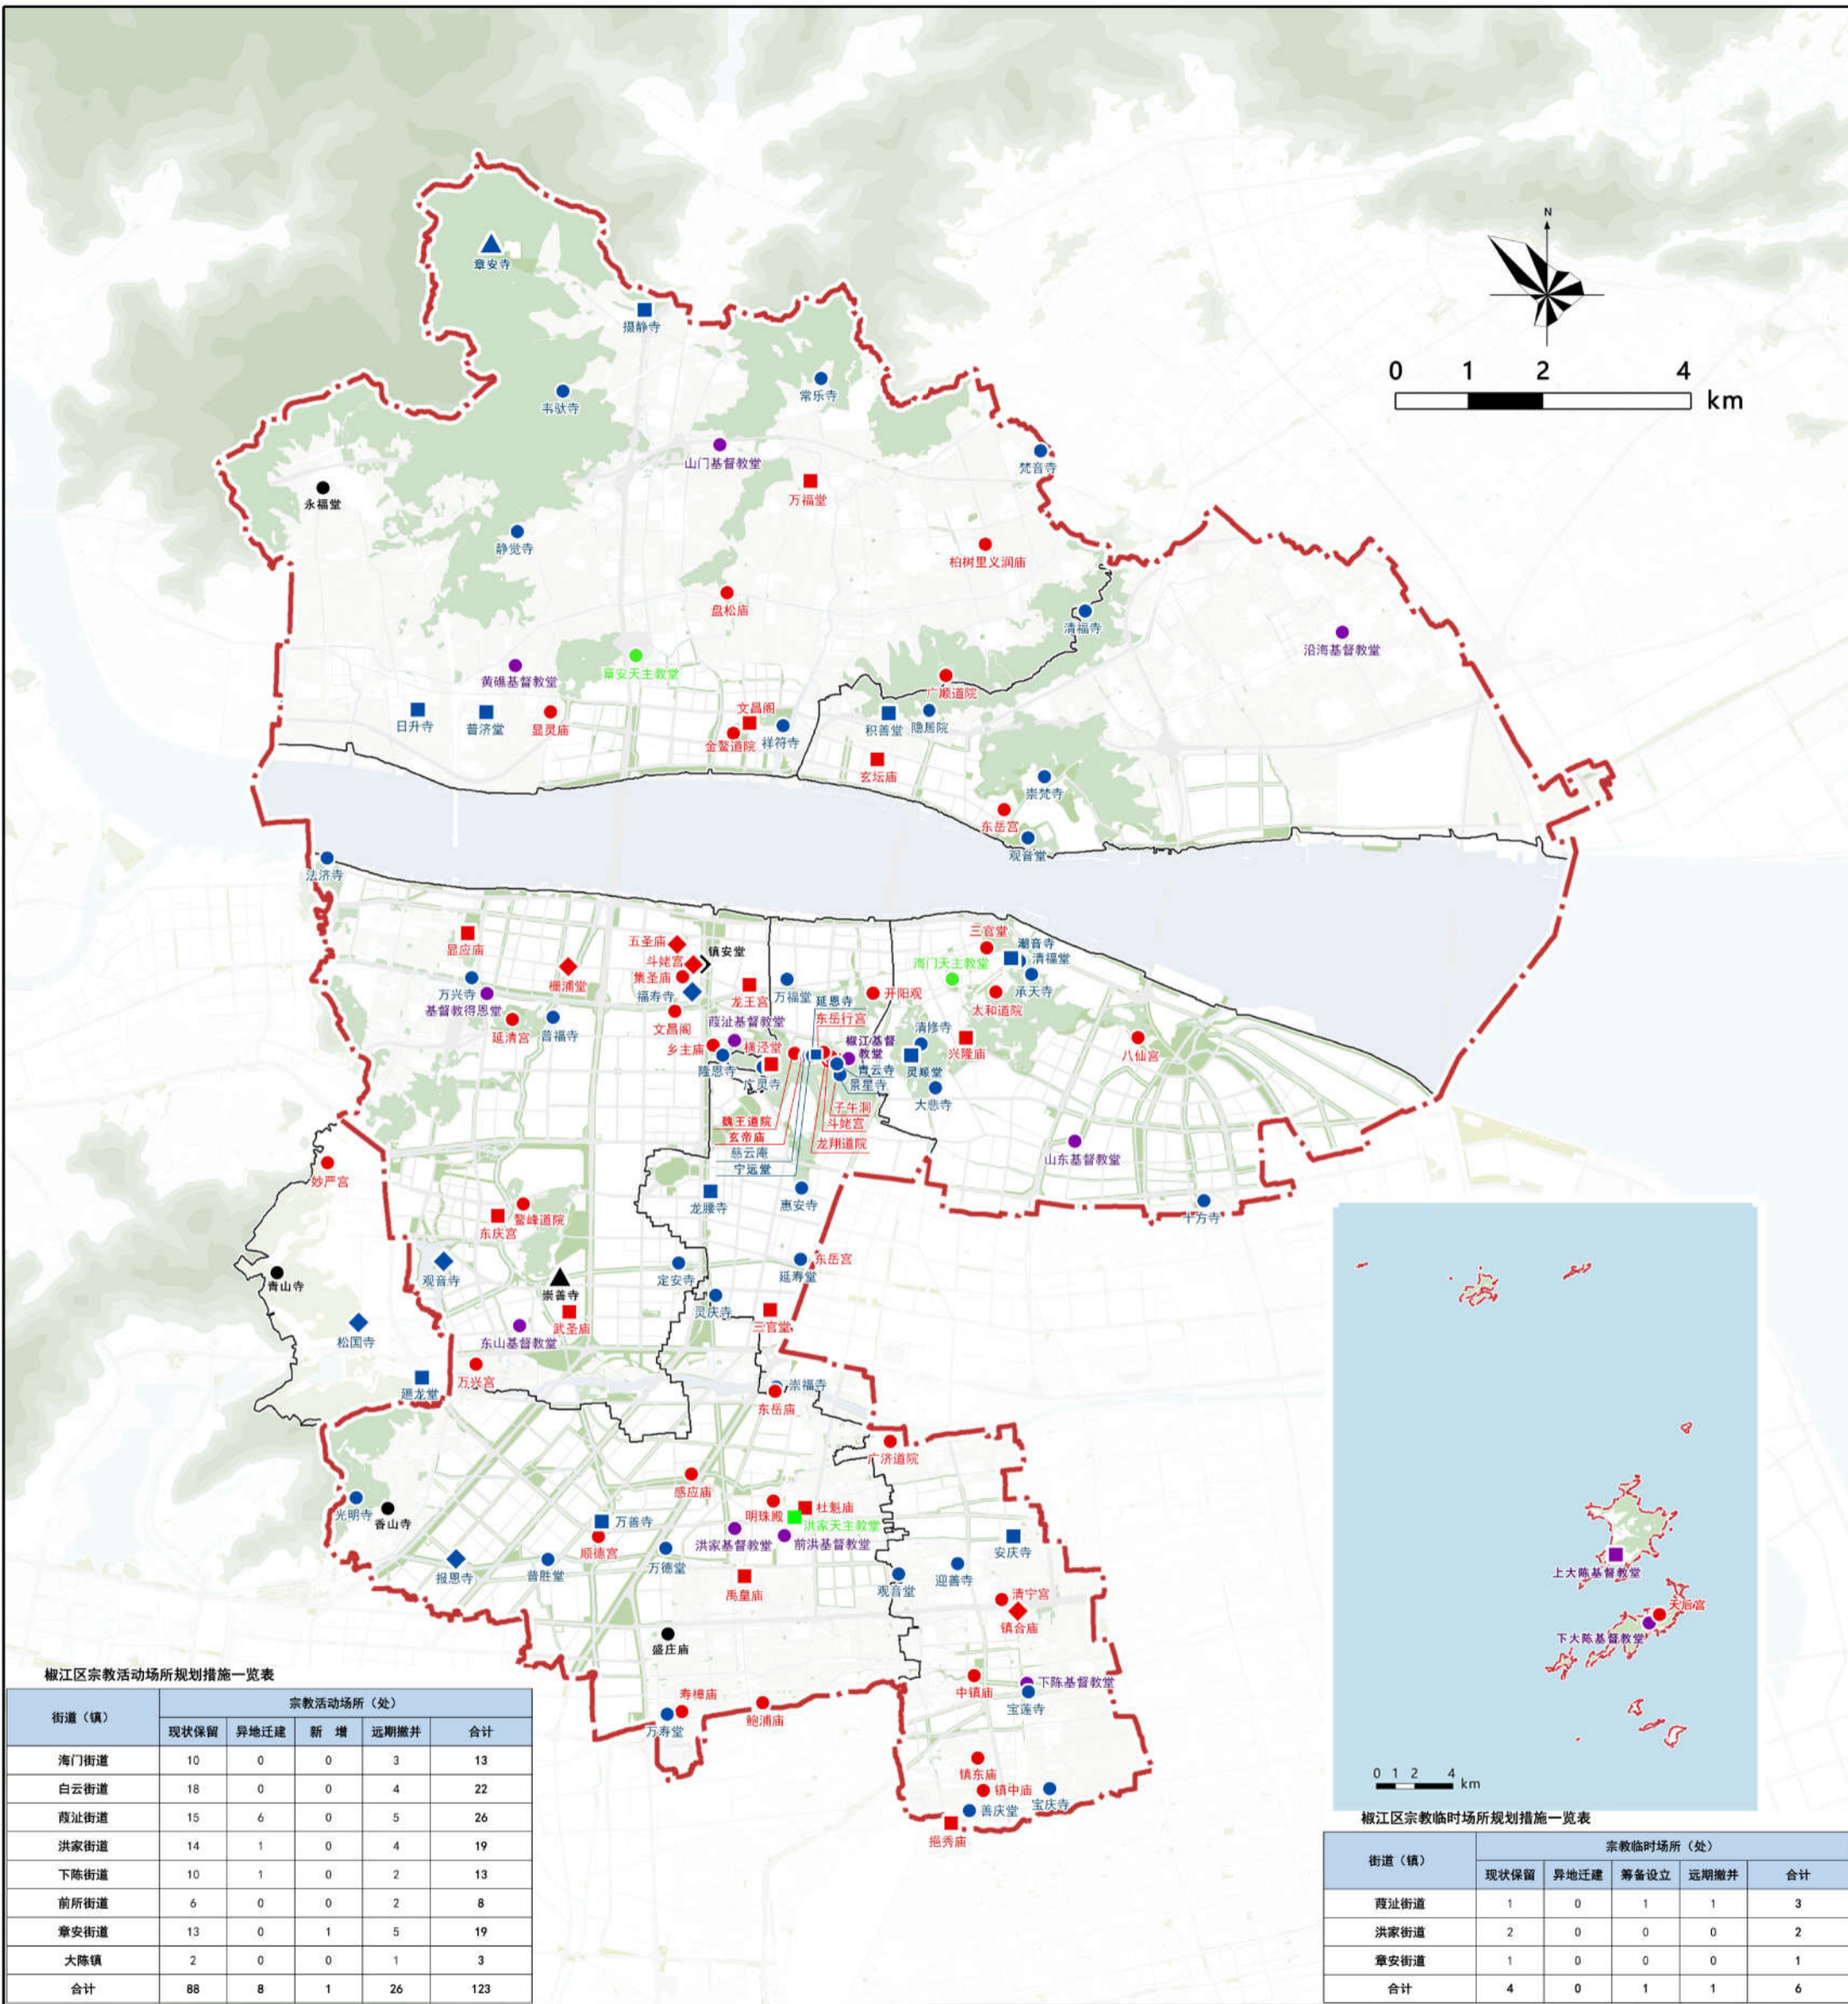 N
0 1 2 4 km
章安寺
摄静寺
韦驮寺
常乐寺
山门基督教堂
梵音寺
永福堂
万福堂
静觉寺
柏树里义润庙
盘松庙
清福寺
沿海基督教堂
章安天主教堂
黄礁基督教堂
广顺道院
日升寺
普济堂
显灵庙
文昌阁
金鳌道院
祥符寺
积善堂
隐居院
玄坛庙
崇梵寺
东岳宫
观音堂
法济寺
显应庙
五圣庙
斗姥宫
镇安堂
集圣庙
栅浦堂
福寿寺
万兴寺
基督教得恩堂
延清宫
普福寺
文昌阁
龙王宫
万福堂
延恩寺
东岳行宫
开阳观
三官堂
潮音寺
清福堂
海门天主教堂
承天寺
太和道院
葭沚基督教堂
乡主庙
横泾堂
隆恩寺
广灵寺
椒江基督
教堂
青云寺
景星寺
清修寺
灵顺堂
兴隆庙
八仙宫
大悲寺
子午洞
斗姥宫
龙翔道院
魏王道院
玄帝庙
慈云庵
宁远堂
山东基督教堂
妙严宫
龙腰寺
惠安寺
十方寺
鳌峰道院
东庆宫
青山寺
观音寺
崇善寺
定安寺
延寿堂
东岳宫
灵庆寺
松国寺
武圣庙
三官堂
东山基督教堂
万兴宫
廻龙堂
崇福寺
东岳庙
广济道院
感应庙
光明寺
香山寺
明珠殿
杜魁庙
洪家天主教堂
万善寺
顺德宫
洪家基督教堂
前洪基督教堂
安庆寺
报恩寺
普胜堂
万德堂
禹皇庙
观音堂
迎善寺
清宁宫
镇合庙
盛庄庙
中镇庙
下陈基督教堂
宝莲寺
寿樟庙
万寿堂
鲍浦庙
镇东庙
镇中庙
宝庆寺
善庆堂
挹秀庙
上大陈基督教堂
天后宫
下大陈基督教堂
0 1 2 4 km
椒江区宗教活动场所规划措施一览表
街道（镇） 宗教活动场所（处）
现状保留 异地迁建 新 增 远期撤并 合计
海门街道 10 0 0 3 13
白云街道 18 0 0 4 22
葭沚街道 15 6 0 5 26
洪家街道 14 1 0 4 19
下陈街道 10 1 0 2 13
前所街道 6 0 0 2 8
章安街道 13 0 1 5 19
大陈镇 2 0 0 1 3
合计 88 8 1 26 123
椒江区宗教临时场所规划措施一览表
街道（镇） 宗教临时场所（处）
现状保留 异地迁建 筹备设立 远期撤并 合计
葭沚街道 1 0 1 1 3
洪家街道 2 0 0 0 2
章安街道 1 0 0 0 1
合计 4 0 1 1 6